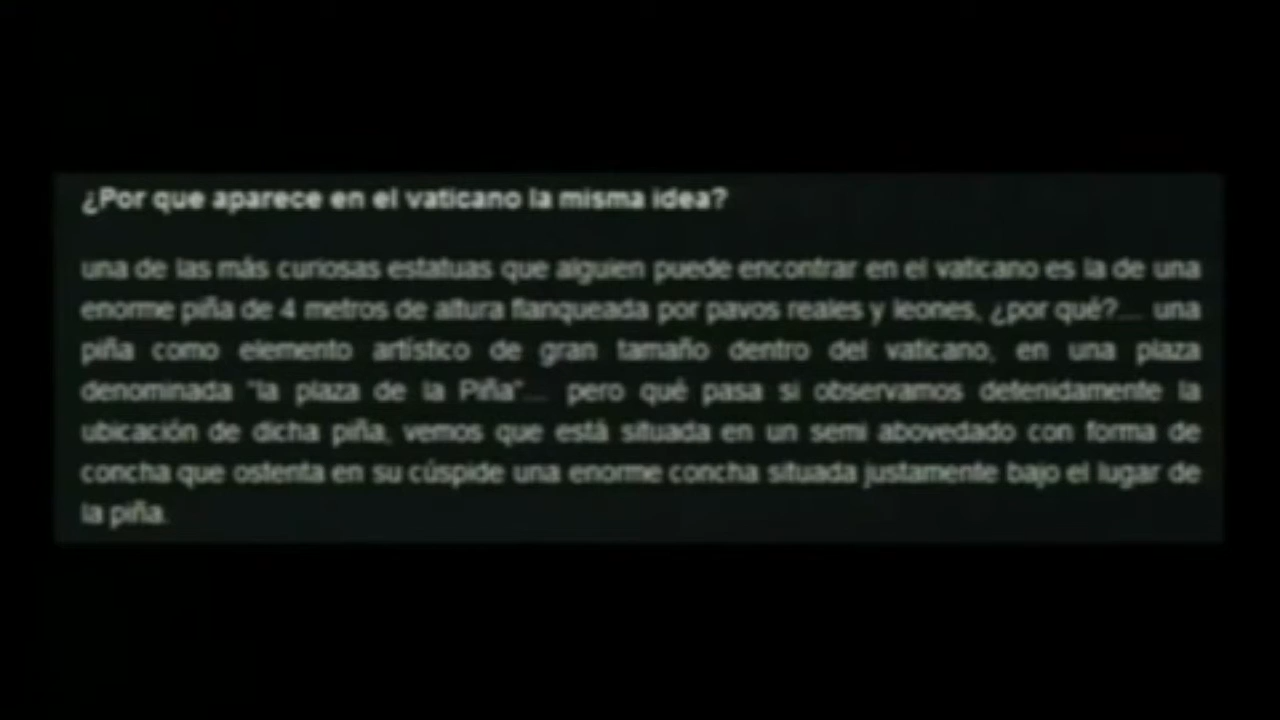 ¿Por que aparece en el vaticano la misma idea?
una de las más curiosas estatuas que alguien puede encontrar en el vaticano es la de una
enorme piña de 4 metros de altura flanqueada por pavos reales y leones, ¿por qué?.... una
piña como elemento artístico de gran tamaño dentro del vaticano, en una plaza
denominada "la plaza de la Piña".... pero qué pasa si observamos detenidamente la
ubicación de dicha piña, vemos que está situada en un semi abovedado con forma de
concha que ostenta en su cúspide una enorme concha situada justamente bajo el lugar de
la piña.